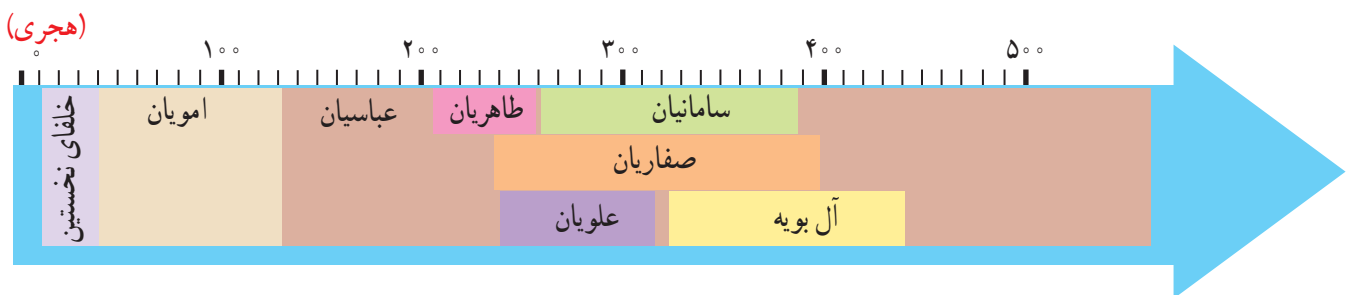 (هجری)
۰ ۱۰۰ ۲۰۰ ۳۰۰ ۴۰۰ ۵۰۰
خلفای نخستین
امویان
عباسیان
طاهریان
سامانیان
صفاریان
علویان
آل بویه